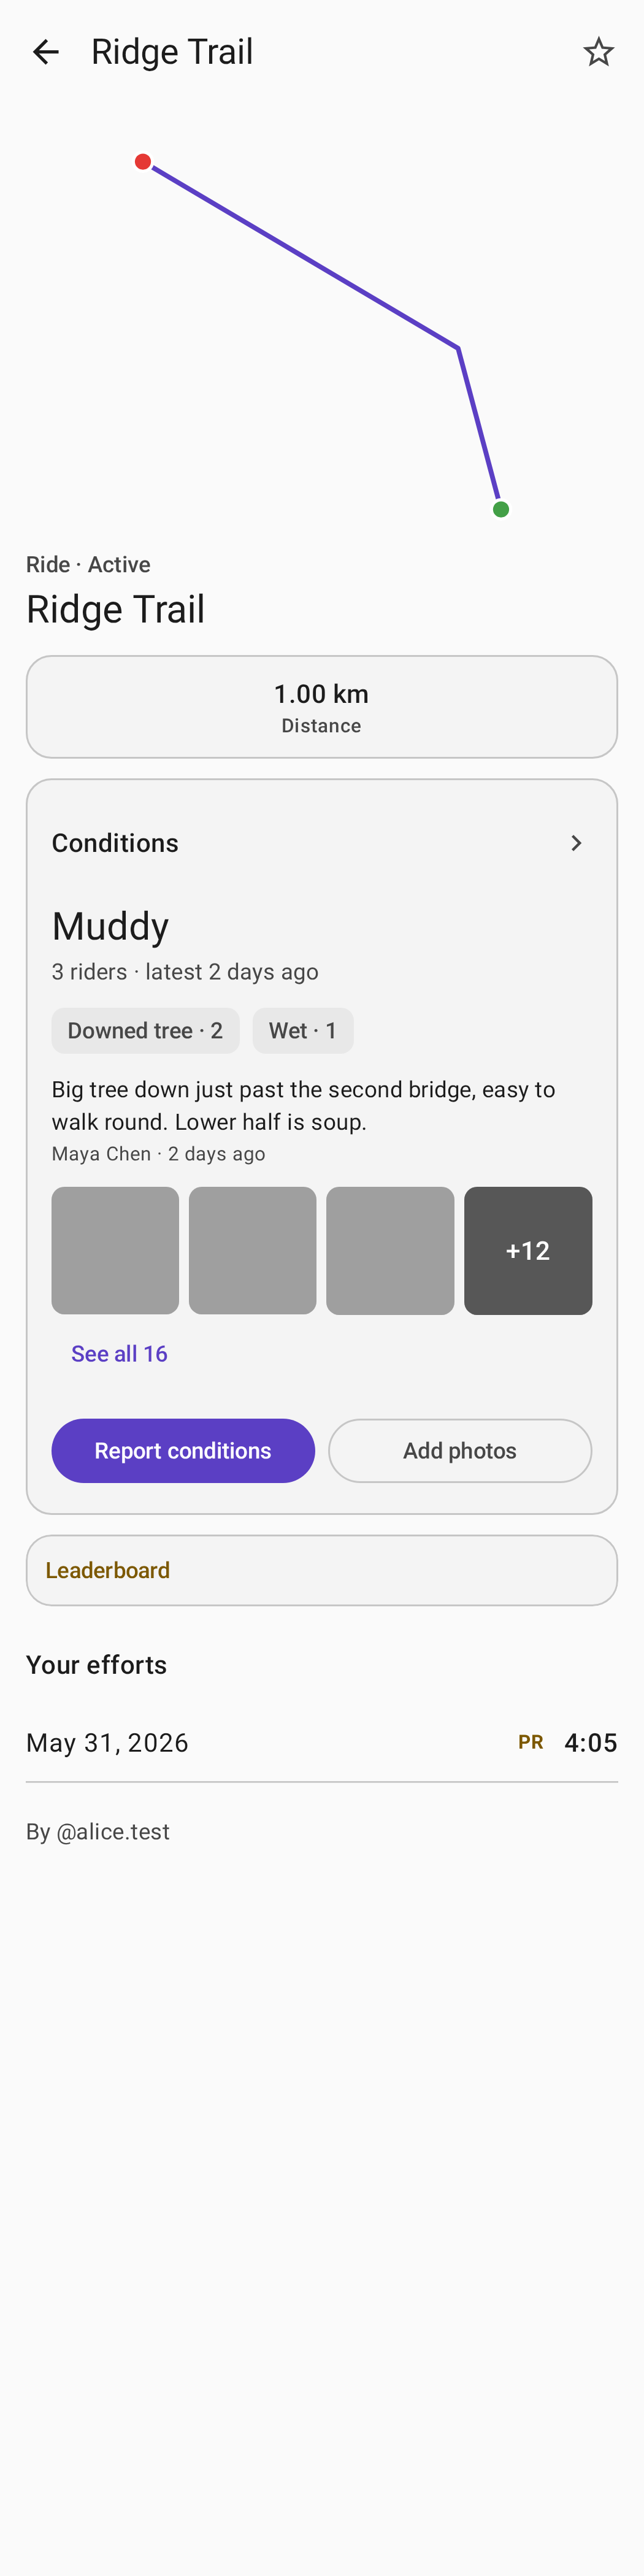 Ridge Trail
Ride · Active
Ridge Trail
1.00 km
Distance
Conditions
Muddy
3 riders · latest 2 days ago
Downed tree · 2
Wet · 1
Big tree down just past the second bridge, easy to
walk round. Lower half is soup.
Maya Chen · 2 days ago
+12
See all 16
Report conditions
Add photos
Leaderboard
Your efforts
May 31, 2026
PR 4:05
By @alice.test